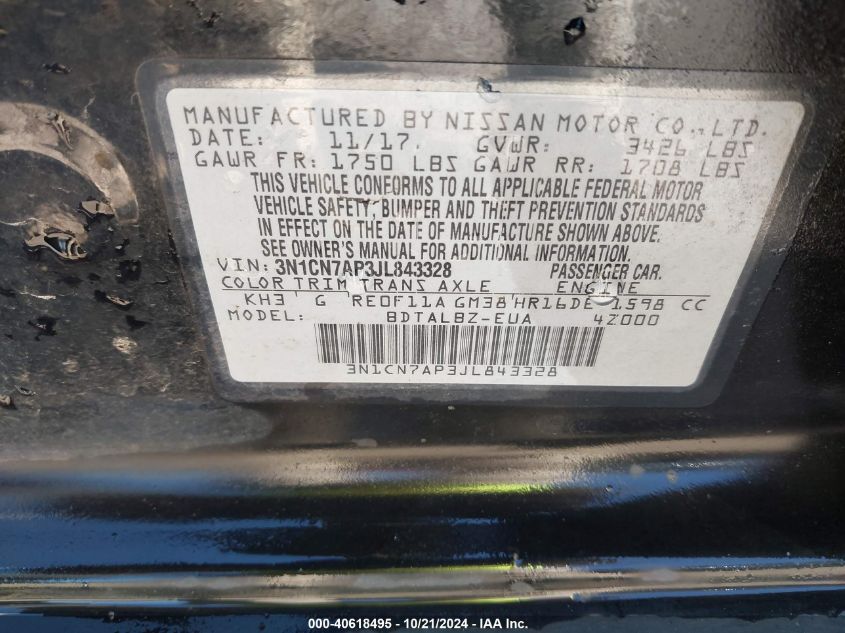 MANUFACTURED BY NISSAN MOTOR CO.,LTD.
DATE: 11/17. GVWR: 3426 LBS
GAWR FR: 1750 LBS GAWR RR: 1708 LBS
THIS VEHICLE CONFORMS TO ALL APPLICABLE FEDERAL MOTOR
VEHICLE SAFETY, BUMPER AND THEFT PREVENTION STANDARDS
IN EFFECT ON THE DATE OF MANUFACTURE SHOWN ABOVE.
SEE OWNER'S MANUAL FOR ADDITIONAL INFORMATION.
VIN: 3N1CN7AP3JL843328 PASSENGER CAR.
COLOR TRIM TRANS AXLE ENGINE
KH3 G RE0F11A GM38 HR16DE 1598 CC
MODEL: BDTALBZ-EUA 4Z000
3N1CN7AP3JL843328
000-40618495 - 10/21/2024 - IAA, Inc.